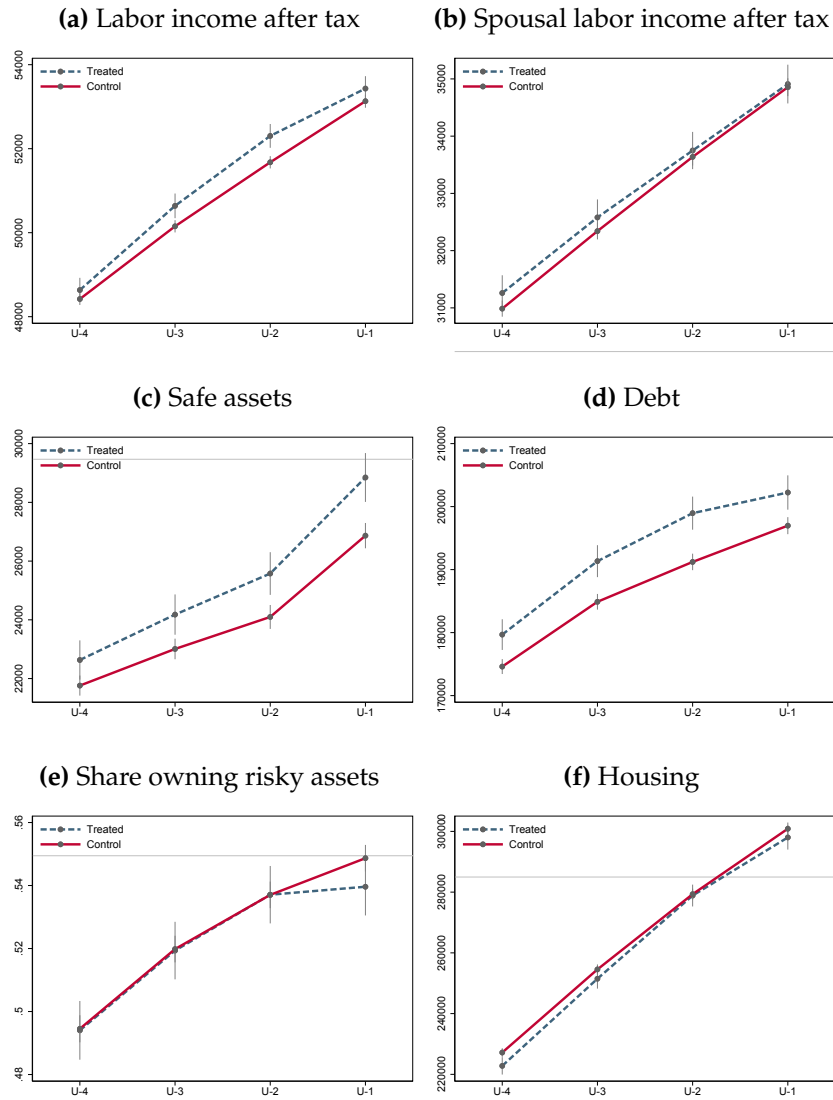 (a) Labor income after tax
54000
52000
50000
48000
Treated
Control
U-4 U-3 U-2 U-1
(b) Spousal labor income after tax
35000
34000
33000
32000
31000
Treated
Control
U-4 U-3 U-2 U-1
(c) Safe assets
30000
28000
26000
24000
22000
Treated
Control
U-4 U-3 U-2 U-1
(d) Debt
210000
200000
190000
180000
170000
Treated
Control
U-4 U-3 U-2 U-1
(e) Share owning risky assets
.56
.54
.52
.5
.48
Treated
Control
U-4 U-3 U-2 U-1
(f) Housing
300000
280000
260000
240000
220000
Treated
Control
U-4 U-3 U-2 U-1